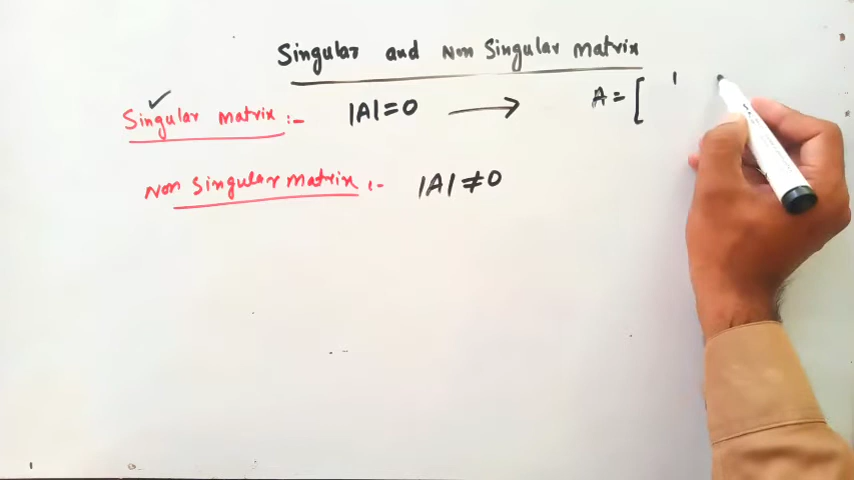 Singular and Non Singular matrix
Singular matrix :- |A|=0 → A = [ 1
Non Singular matrix :- |A| ≠ 0